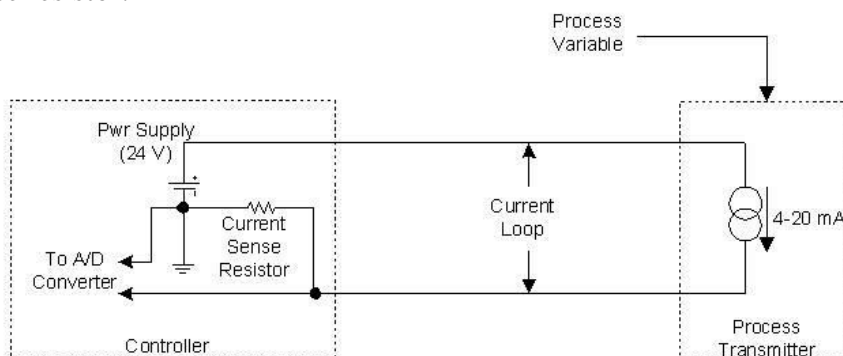 Process
Variable
Pwr Supply
(24 V)
+
Current
Sense
Resistor
To A/D
Converter
Controller
Current
Loop
4-20 mA
Process
Transmitter